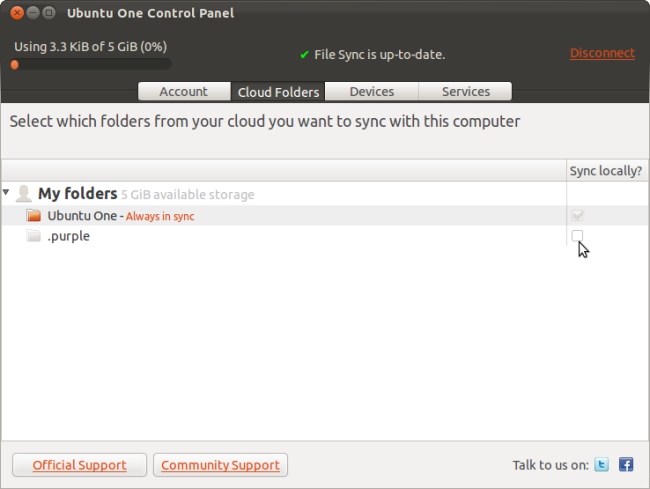 Ubuntu One Control Panel
Using 3.3 KiB of 5 GiB (0%)
✔ File Sync is up-to-date.
Disconnect
Account
Cloud Folders
Devices
Services
Select which folders from your cloud you want to sync with this computer
Sync locally?
My folders 5 GiB available storage
Ubuntu One - Always in sync
.purple
Official Support
Community Support
Talk to us on: